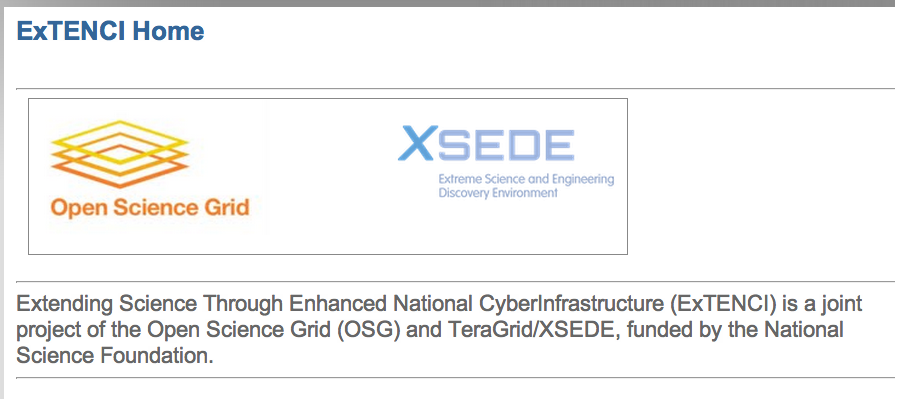 ExTENCI Home
Open Science Grid
XSEDE
Extreme Science and Engineering
Discovery Environment
Extending Science Through Enhanced National CyberInfrastructure (ExTENCI) is a joint
project of the Open Science Grid (OSG) and TeraGrid/XSEDE, funded by the National
Science Foundation.